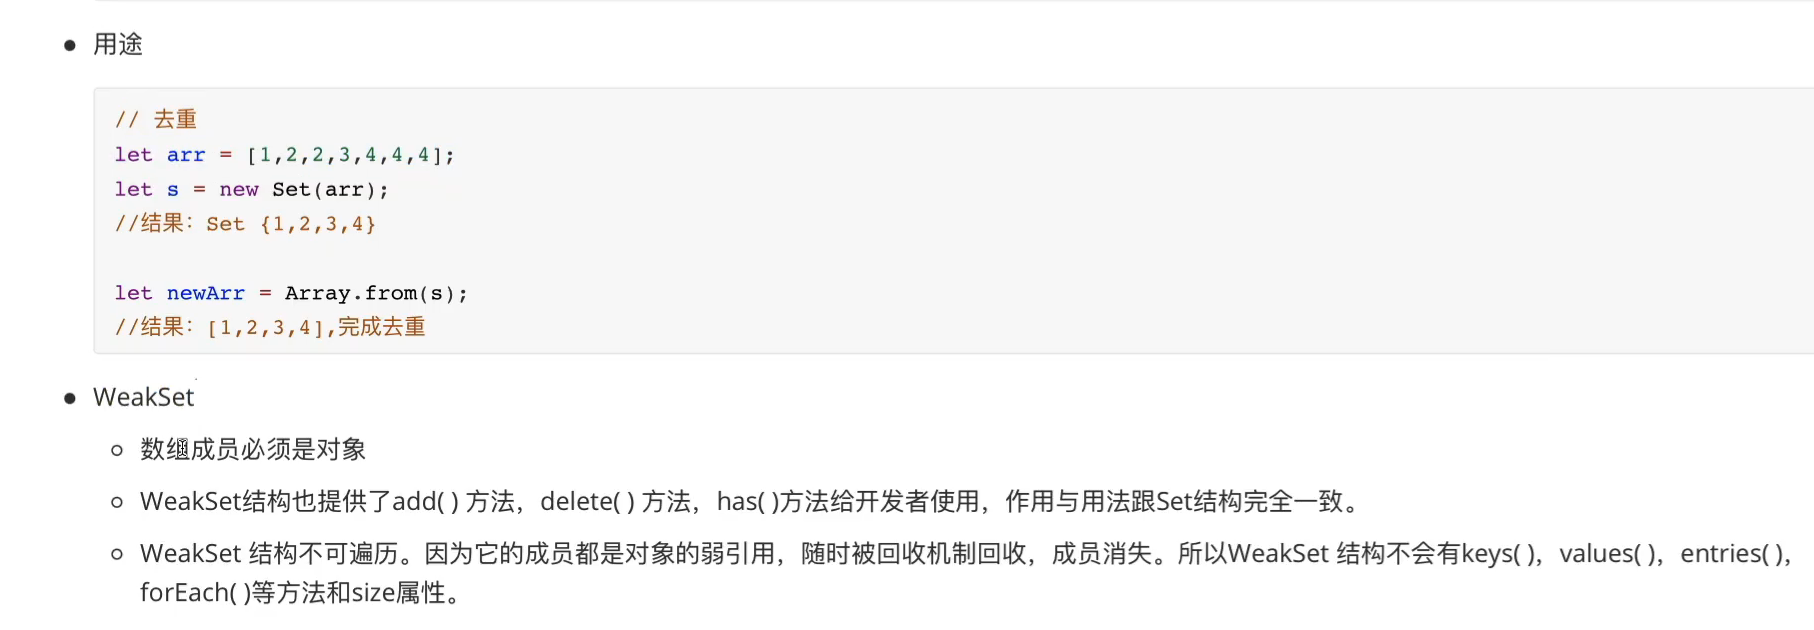 用途
// 去重
let arr = [1,2,2,3,4,4,4];
let s = new Set(arr);
//结果：Set {1,2,3,4}
let newArr = Array.from(s);
//结果：[1,2,3,4],完成去重
WeakSet
数组成员必须是对象
WeakSet结构也提供了add( ) 方法，delete( ) 方法，has( )方法给开发者使用，作用与用法跟Set结构完全一致。
WeakSet 结构不可遍历。因为它的成员都是对象的弱引用，随时被回收机制回收，成员消失。所以WeakSet 结构不会有keys( )，values( )，entries( )，
forEach( )等方法和size属性。